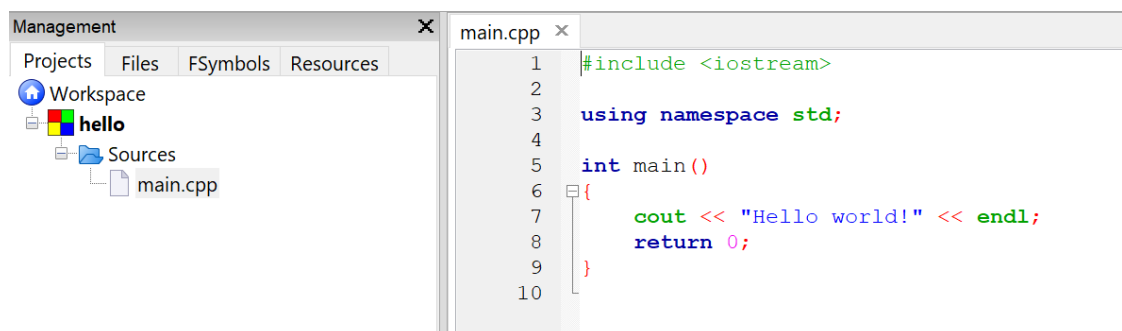 Management
Projects Files FSymbols Resources
Workspace
hello
Sources
main.cpp
main.cpp
1 #include <iostream>
2
3 using namespace std;
4
5 int main()
6 {
7 cout << "Hello world!" << endl;
8 return 0;
9 }
10